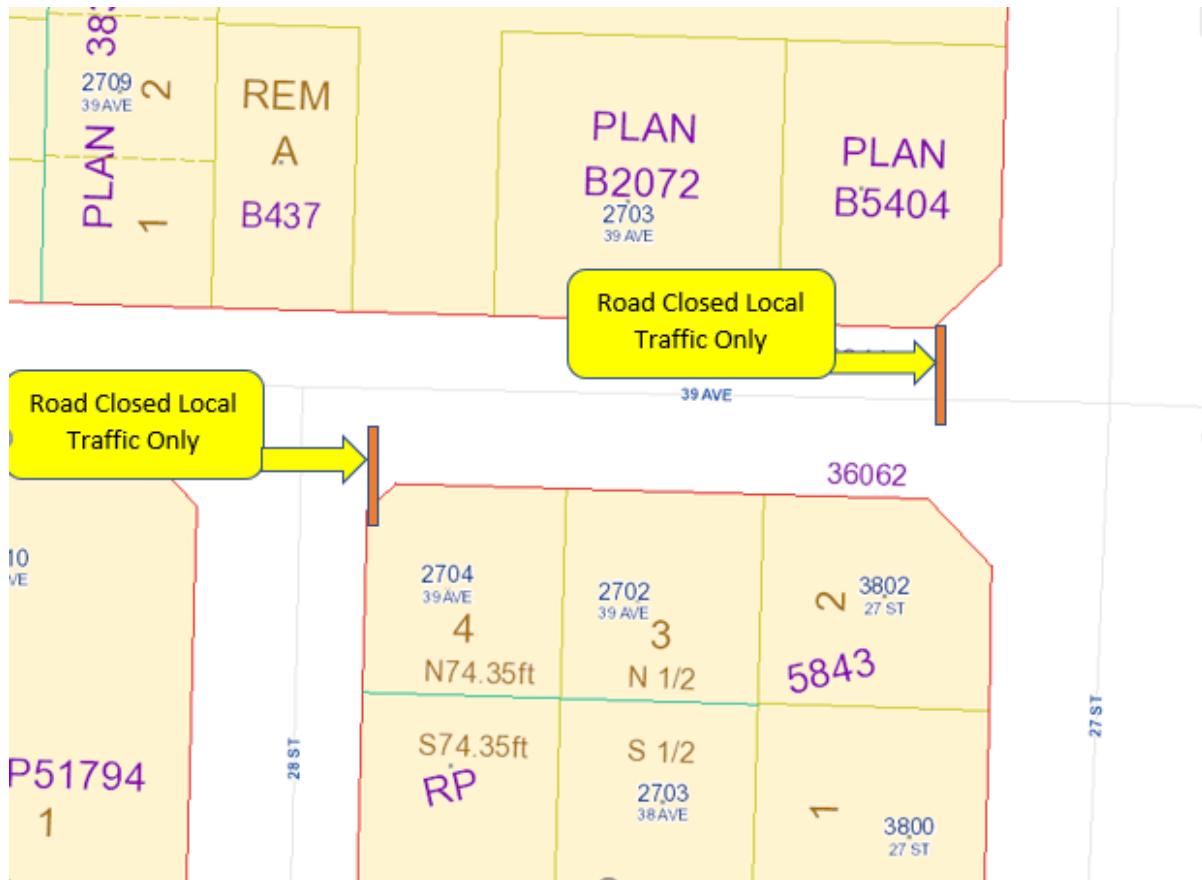 PLAN 383
2709
39 AVE
2
1
REM
A
B437
PLAN
B2072
2703
39 AVE
PLAN
B5404
Road Closed Local
Traffic Only
39 AVE
Road Closed Local
Traffic Only
36062
10
VE
2704
39 AVE
4
N74.35ft
2702
39 AVE
3
N 1/2
2
3802
27 ST
5843
27 ST
28 ST
P51794
1
S74.35ft
RP
S 1/2
2703
38 AVE
1
3800
27 ST